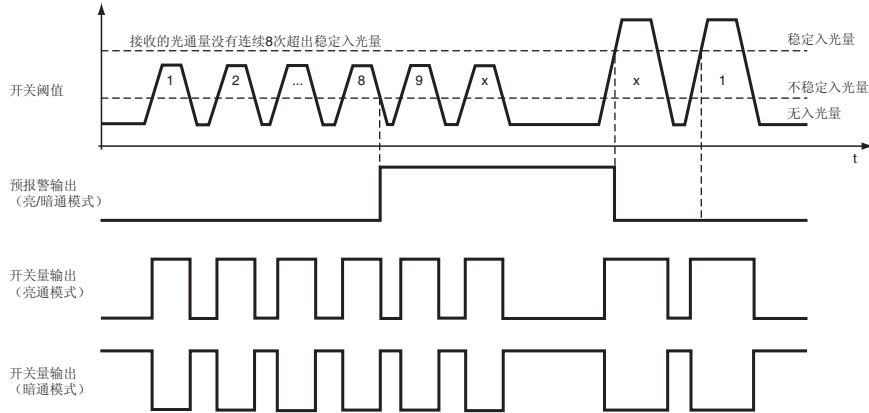 接收的光通量没有连续8次超出稳定入光量
稳定入光量
开关阈值
1 2 ... 8 9 x x 1
不稳定入光量
无入光量
t
预报警输出
（亮/暗通模式）
开关量输出
（亮通模式）
开关量输出
（暗通模式）